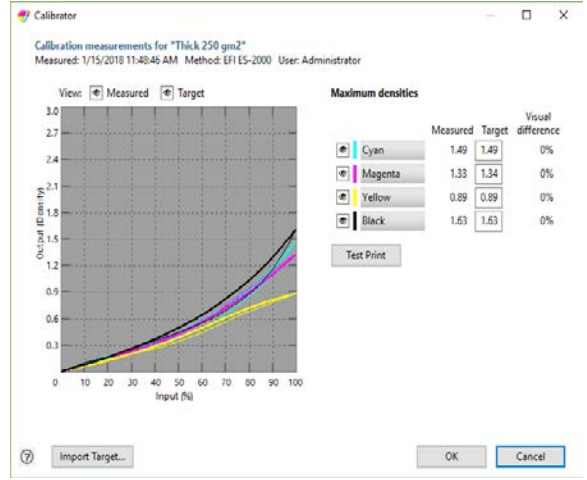 Calibrator
Calibration measurements for "Thick 250 gm2"
Measured: 1/15/2018 11:48:46 AM Method: EFI ES-2000 User: Administrator
View: Measured Target
Maximum densities
Measured Target Visual difference
Cyan 1.49 1.49 0%
Magenta 1.33 1.34 0%
Yellow 0.89 0.89 0%
Black 1.63 1.63 0%
Test Print
Output (Density)
3.0
2.7
2.4
2.1
1.8
1.5
1.2
0.9
0.6
0.3
0 10 20 30 40 50 60 70 80 90 100
Input (%)
? Import Target... OK Cancel